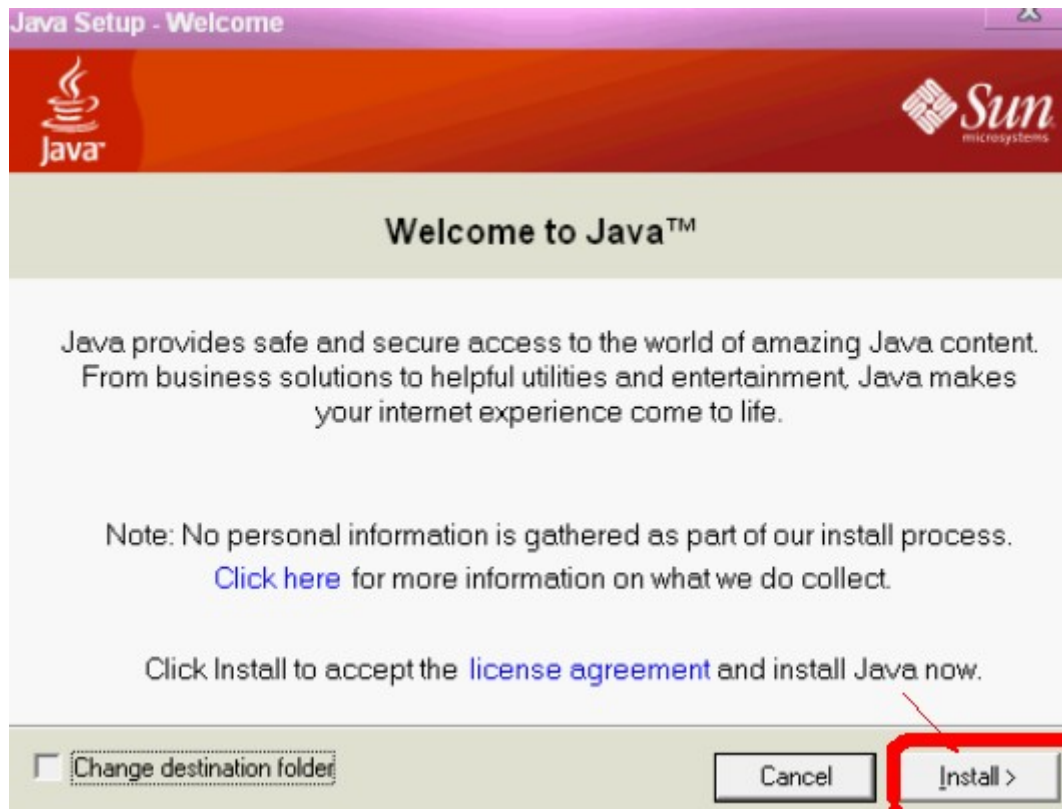 Java Setup - Welcome
Java™
Sun
microsystems
Welcome to Java™
Java provides safe and secure access to the world of amazing Java content.
From business solutions to helpful utilities and entertainment, Java makes
your internet experience come to life.
Note: No personal information is gathered as part of our install process.
Click here for more information on what we do collect.
Click Install to accept the license agreement and install Java now.
Change destination folder
Cancel
Install >